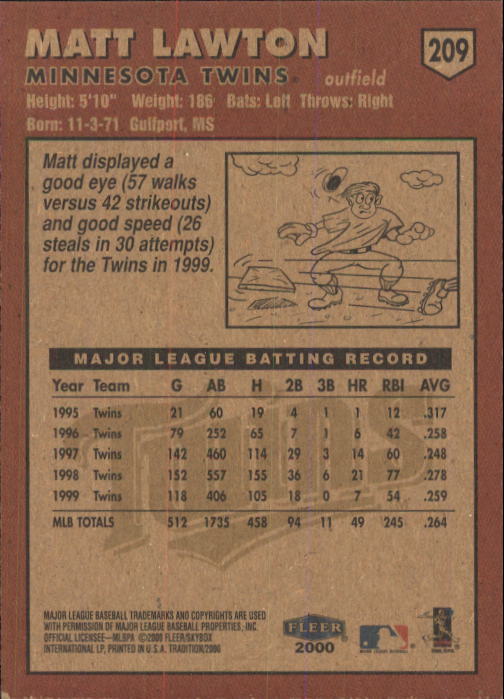 MATT LAWTON
209
MINNESOTA TWINS outfield
Height: 5'10" Weight: 186 Bats: Left Throws: Right
Born: 11-3-71 Gulfport, MS
Matt displayed a
good eye (57 walks
versus 42 strikeouts)
and good speed (26
steals in 30 attempts)
for the Twins in 1999.
MAJOR LEAGUE BATTING RECORD
Year Team G AB H 2B 3B HR RBI AVG
1995 Twins 21 60 19 4 1 1 12 .317
1996 Twins 79 252 65 7 1 6 42 .258
1997 Twins 142 460 114 29 3 14 60 .248
1998 Twins 152 557 155 36 6 21 77 .278
1999 Twins 118 406 105 18 0 7 54 .259
MLB TOTALS 512 1735 458 94 11 49 245 .264
Twins
MAJOR LEAGUE BASEBALL TRADEMARKS AND COPYRIGHTS ARE USED
WITH PERMISSION OF MAJOR LEAGUE BASEBALL PROPERTIES, INC.
OFFICIAL LICENSEE—MLBPA ©2000 FLEER/SKYBOX
INTERNATIONAL LP, PRINTED IN U.S.A. TRADITION/2000
FLEER
2000